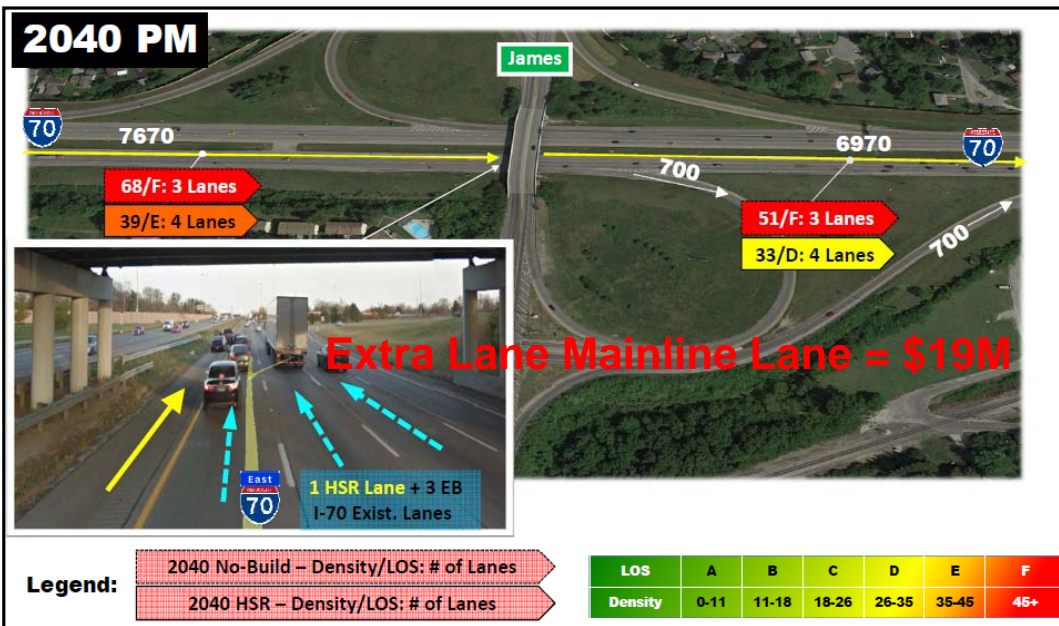 2040 PM
James
70
7670
6970
70
700
68/F: 3 Lanes
39/E: 4 Lanes
51/F: 3 Lanes
33/D: 4 Lanes
700
Extra Lane Mainline Lane = $19M
East
70
1 HSR Lane + 3 EB
I-70 Exist. Lanes
Legend:
2040 No-Build – Density/LOS: # of Lanes
2040 HSR – Density/LOS: # of Lanes
LOS A B C D E F
Density 0-11 11-18 18-26 26-35 35-45 45+